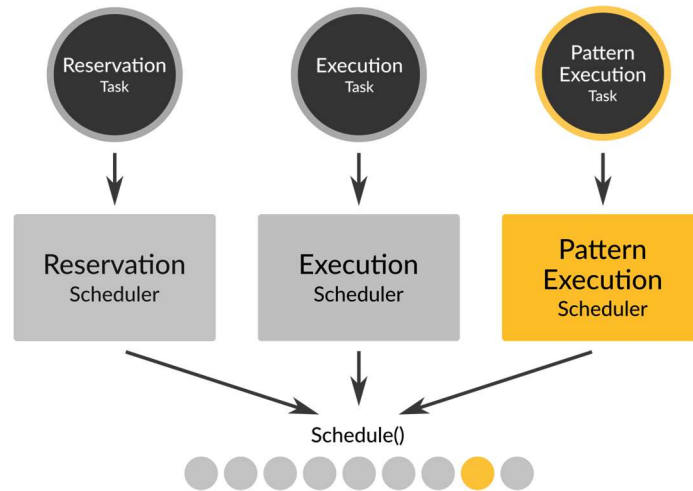 Reservation
Task
Execution
Task
Pattern
Execution
Task
Reservation
Scheduler
Execution
Scheduler
Pattern
Execution
Scheduler
Schedule()